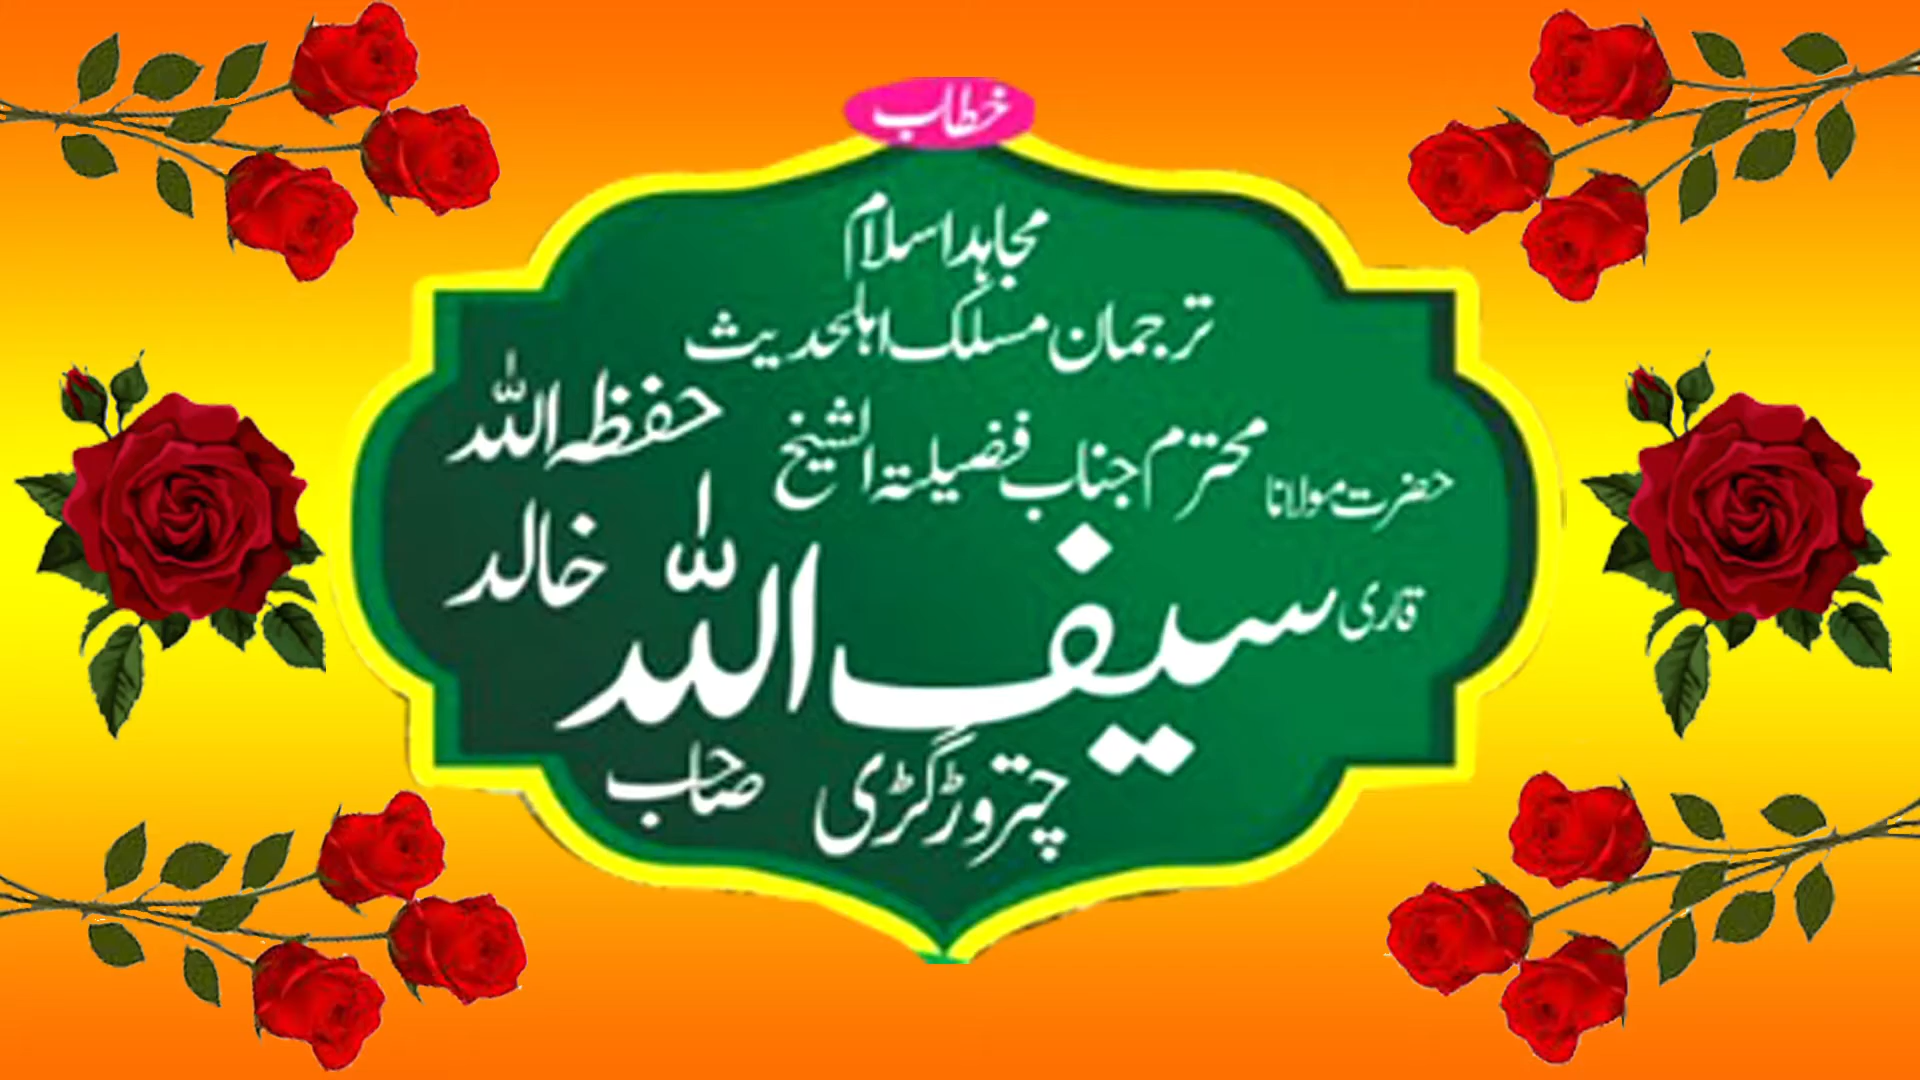 خطاب
مجاہد اسلام
ترجمان مسلک اہلحدیث
حضرت مولانا محترم جناب فضیلۃ الشیخ حفظہ اللہ
قاری سیف اللہ خالد
چتروڑگڑی صاحب